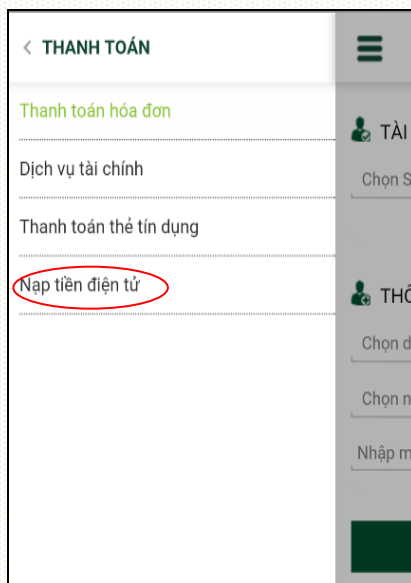 THANH TOÁN
Thanh toán hóa đơn
Dịch vụ tài chính
Thanh toán thẻ tín dụng
Nạp tiền điện tử
TÀI
Chọn S
THÔ
Chọn d
Chọn n
Nhập m